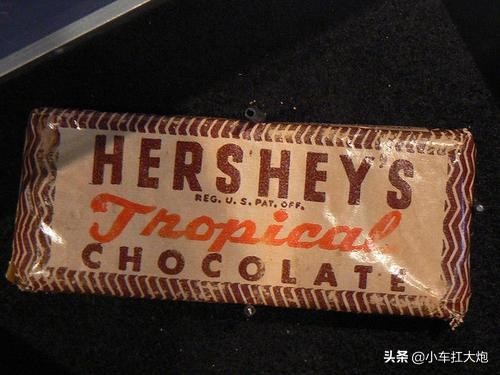 HERSHEY'S
REG. U. S. PAT. OFF.
Tropical
CHOCOLATE
头条 @小车扛大炮